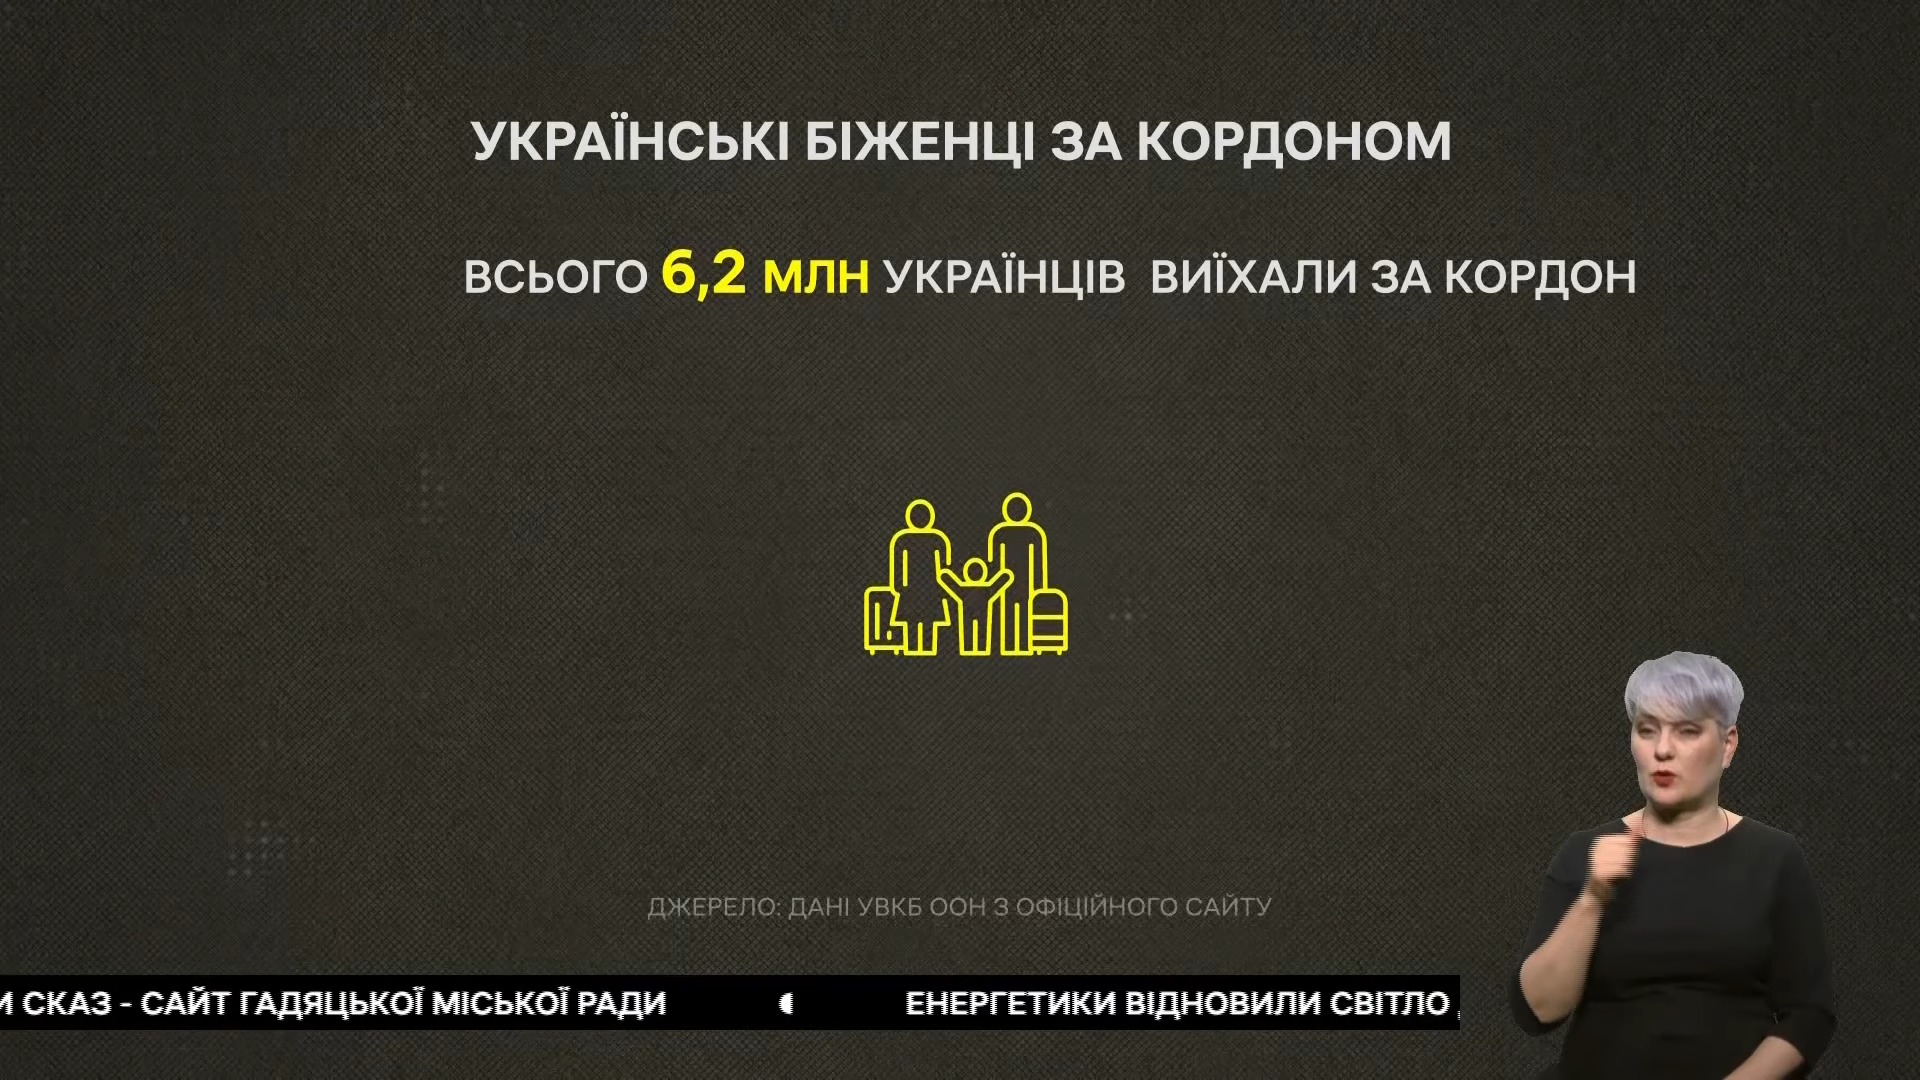 УКРАЇНСЬКІ БІЖЕНЦІ ЗА КОРДОНОМ
ВСЬОГО 6,2 МЛН УКРАЇНЦІВ ВИЇХАЛИ ЗА КОРДОН
ДЖЕРЕЛО: ДАНІ УВКБ ООН З ОФІЦІЙНОГО САЙТУ
СКАЗ - САЙТ ГАДЯЦЬКОЇ МІСЬКОЇ РАДИ ЕНЕРГЕТИКИ ВІДНОВИЛИ СВІТЛО